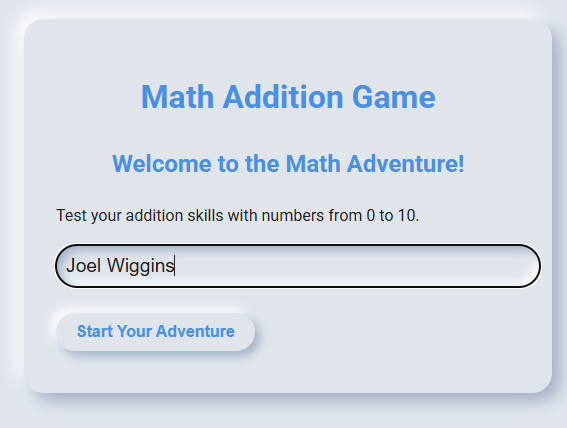 Math Addition Game
Welcome to the Math Adventure!
Test your addition skills with numbers from 0 to 10.
Joel Wiggins
Start Your Adventure